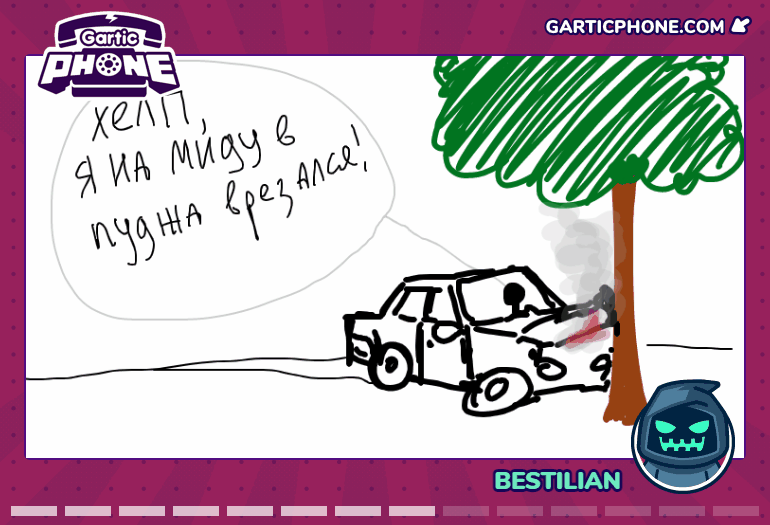 Gartic
PHONE
GARTICPHONE.COM
ХЕЛП,
Я НА МИДУ В
ПУДЖА ВРЕЗАЛСЯ!
BESTILIAN